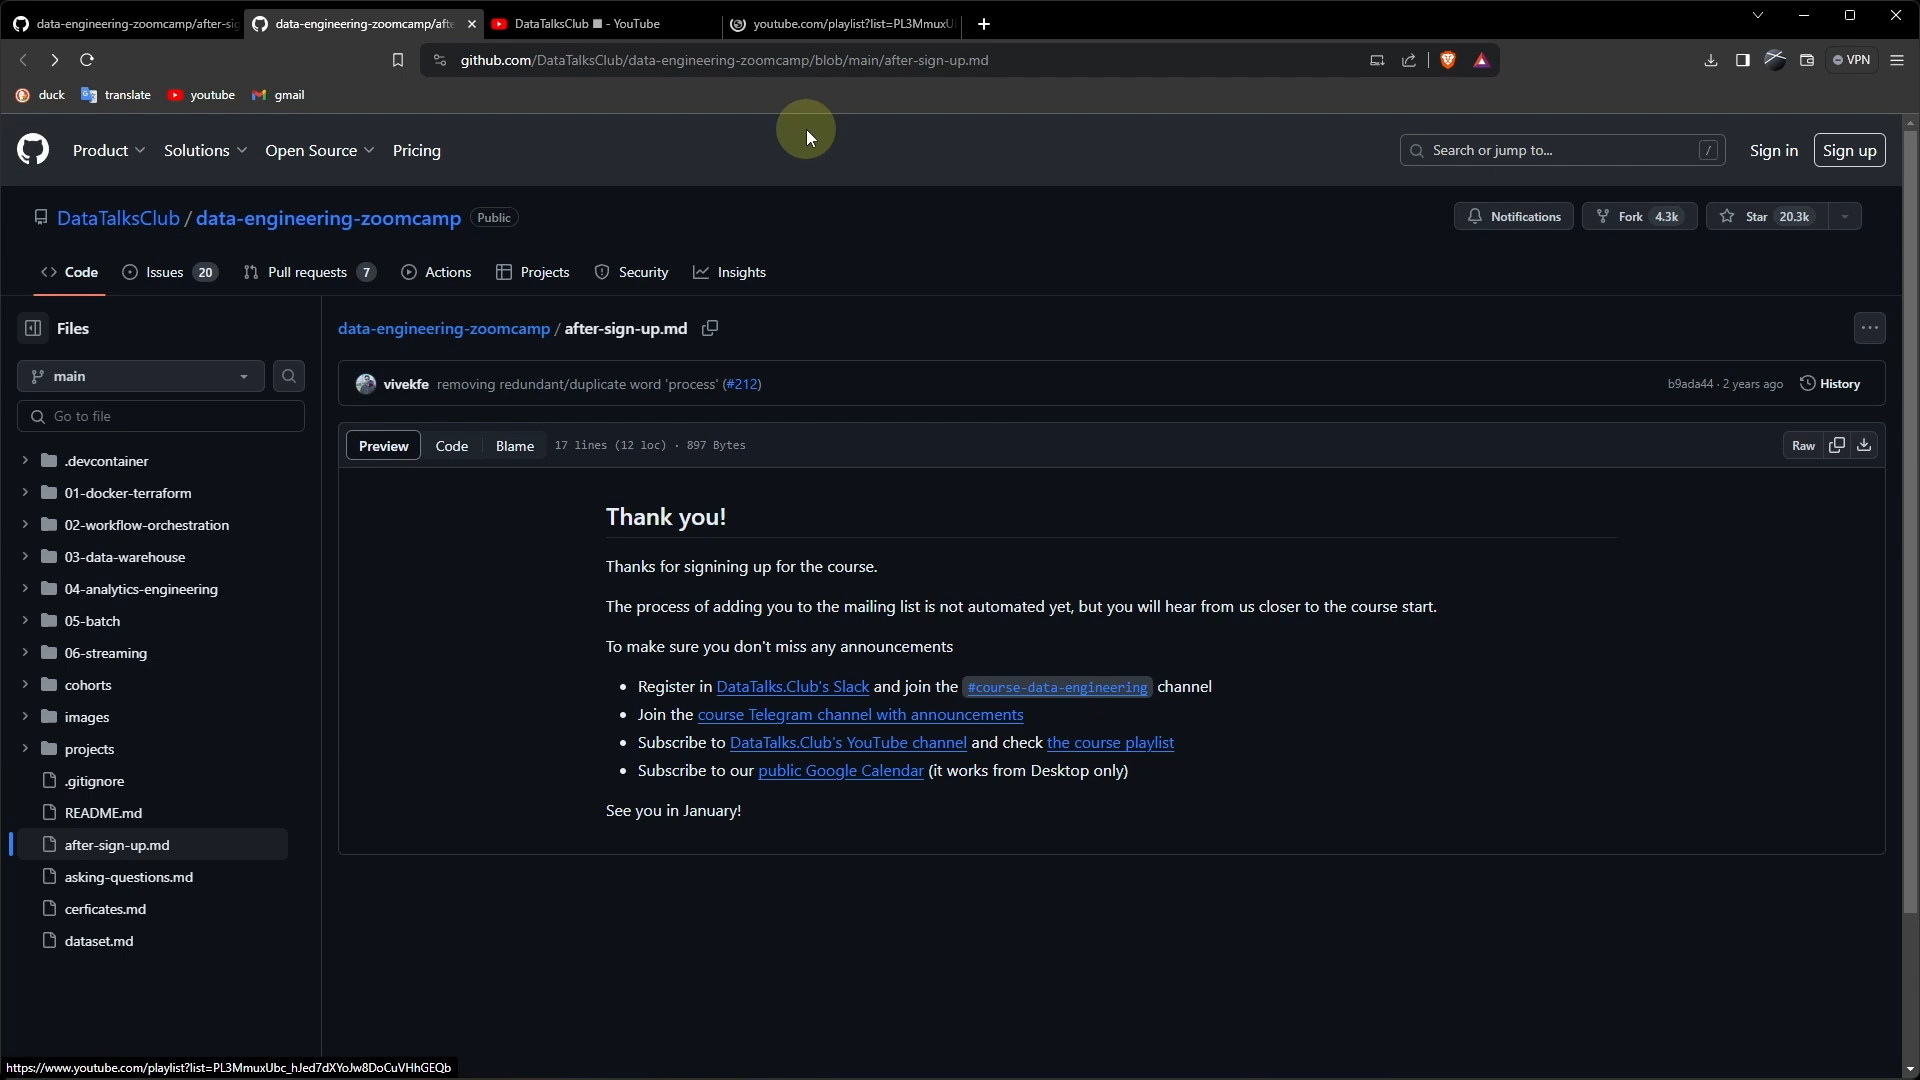 data-engineering-zoomcamp/after-sig
data-engineering-zoomcamp/afte
DataTalksClub ⬛ - YouTube
youtube.com/playlist?list=PL3MmuxU
github.com/DataTalksClub/data-engineering-zoomcamp/blob/main/after-sign-up.md
VPN
duck translate youtube gmail
Product Solutions Open Source Pricing
Search or jump to... /
Sign in Sign up
DataTalksClub / data-engineering-zoomcamp Public
Notifications Fork 4.3k Star 20.3k
Code Issues 20 Pull requests 7 Actions Projects Security Insights
Files
data-engineering-zoomcamp / after-sign-up.md
main
vivekfe removing redundant/duplicate word 'process' (#212)
b9ada44 · 2 years ago History
Go to file
Preview Code Blame 17 lines (12 loc) · 897 Bytes
Raw
.devcontainer
01-docker-terraform
02-workflow-orchestration
03-data-warehouse
04-analytics-engineering
05-batch
06-streaming
cohorts
images
projects
.gitignore
README.md
after-sign-up.md
asking-questions.md
cerficates.md
dataset.md
Thank you!
Thanks for signining up for the course.
The process of adding you to the mailing list is not automated yet, but you will hear from us closer to the course start.
To make sure you don't miss any announcements
• Register in DataTalks.Club's Slack and join the #course-data-engineering channel
• Join the course Telegram channel with announcements
• Subscribe to DataTalks.Club's YouTube channel and check the course playlist
• Subscribe to our public Google Calendar (it works from Desktop only)
See you in January!
https://www.youtube.com/playlist?list=PL3MmuxUbc_hJed7dXYoJw8DoCuVHhGEQb